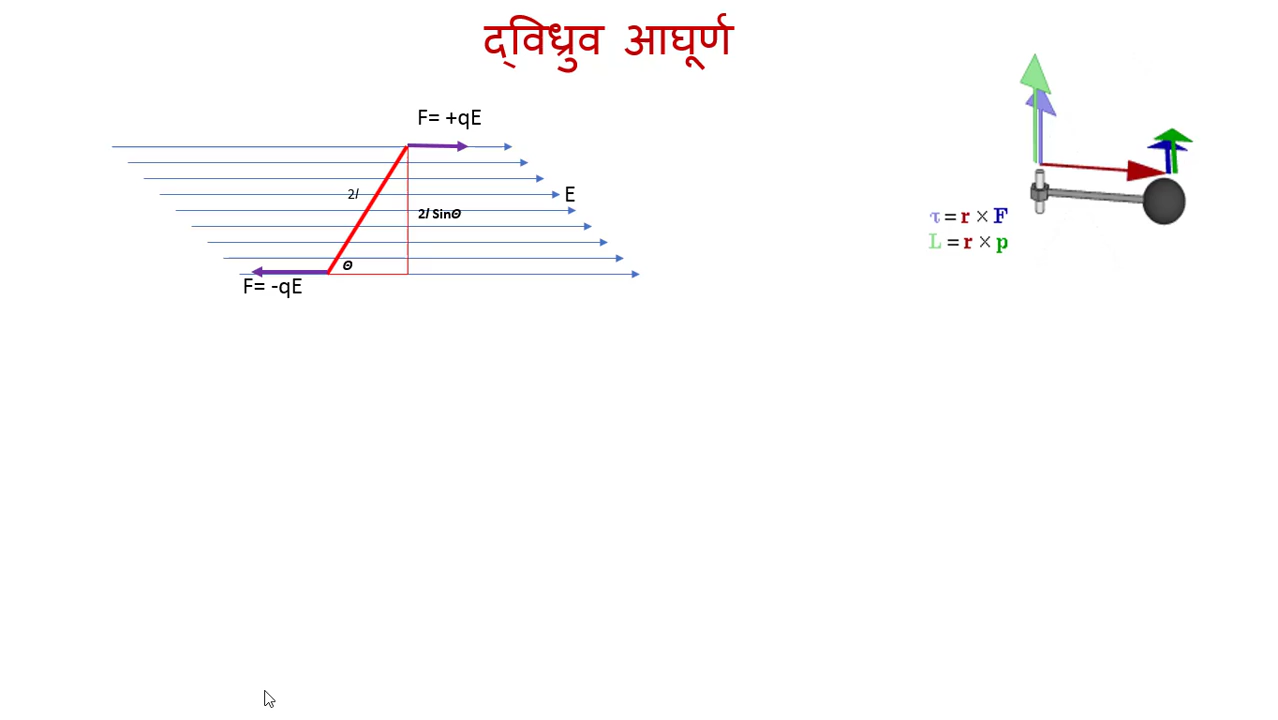 द्विध्रुव आघूर्ण
F= +qE
2l
E
2l SinΘ
Θ
F= -qE
τ = r × F
L = r × p